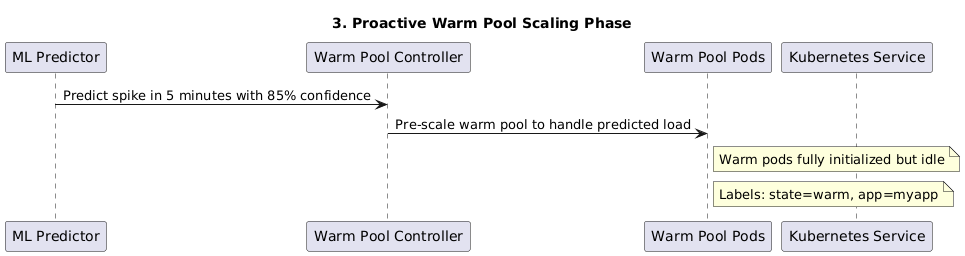 3. Proactive Warm Pool Scaling Phase
ML Predictor
Warm Pool Controller
Warm Pool Pods
Kubernetes Service
Predict spike in 5 minutes with 85% confidence
Pre-scale warm pool to handle predicted load
Warm pods fully initialized but idle
Labels: state=warm, app=myapp
ML Predictor
Warm Pool Controller
Warm Pool Pods
Kubernetes Service